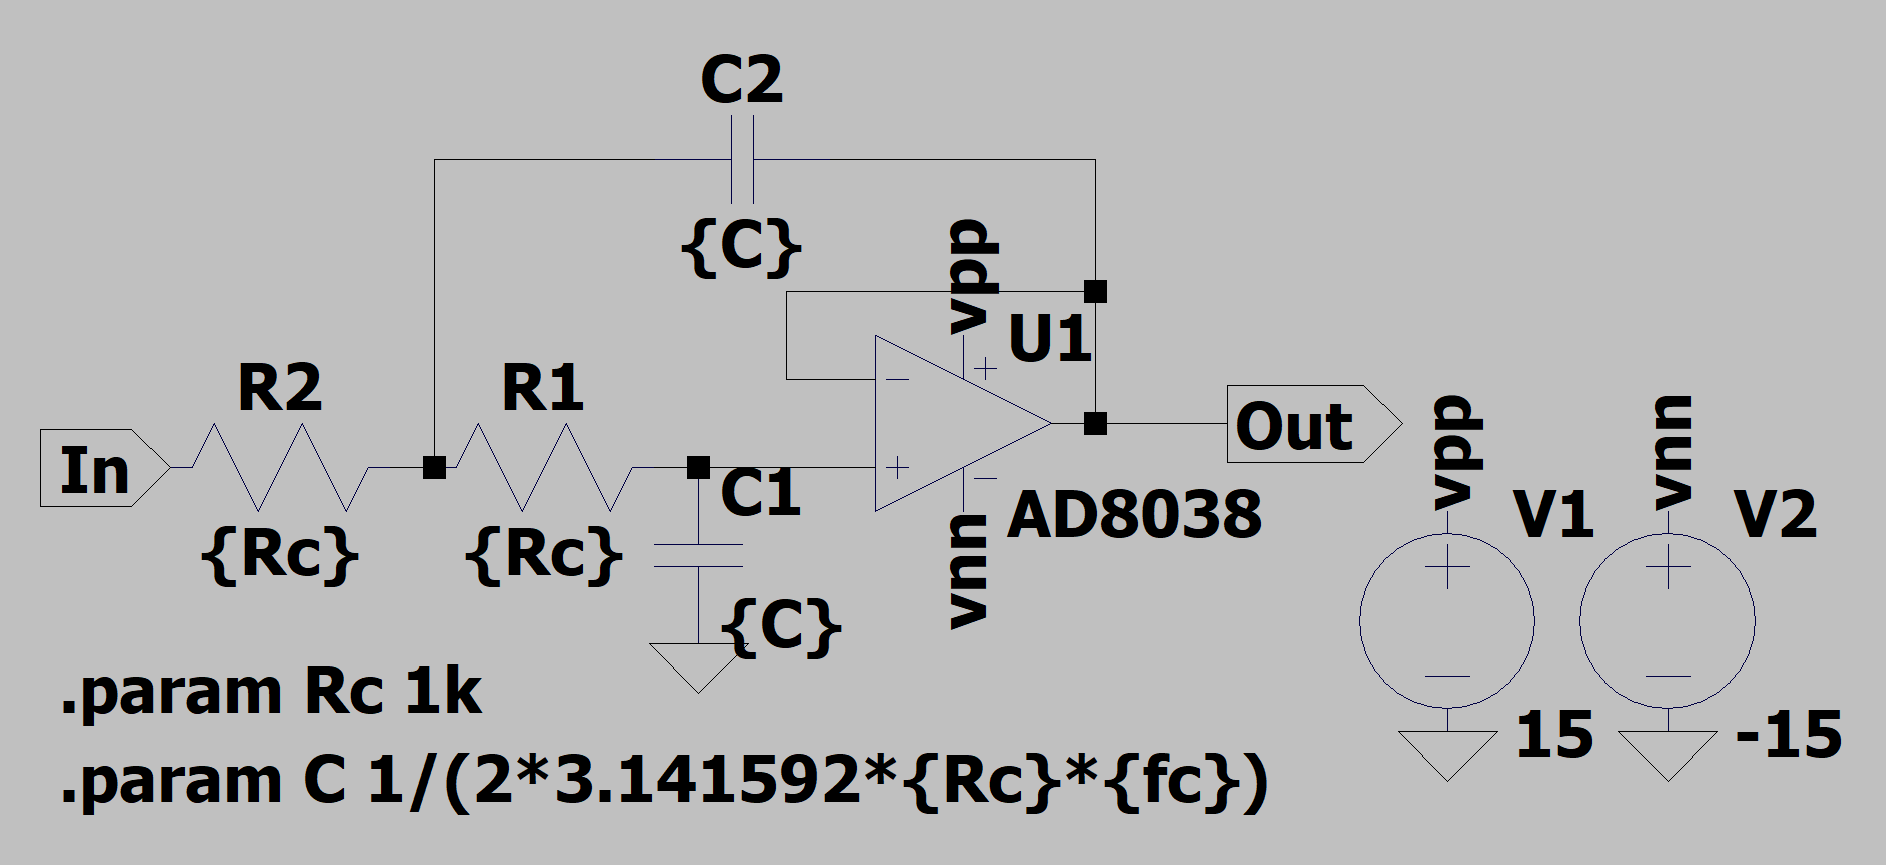 C2
{C}
vpp
U1
R2
R1
In
{Rc}
{Rc}
C1
{C}
Out
AD8038
vnn
vpp
V1
15
vnn
V2
-15
.param Rc 1k
.param C 1/(2*3.141592*{Rc}*{fc})